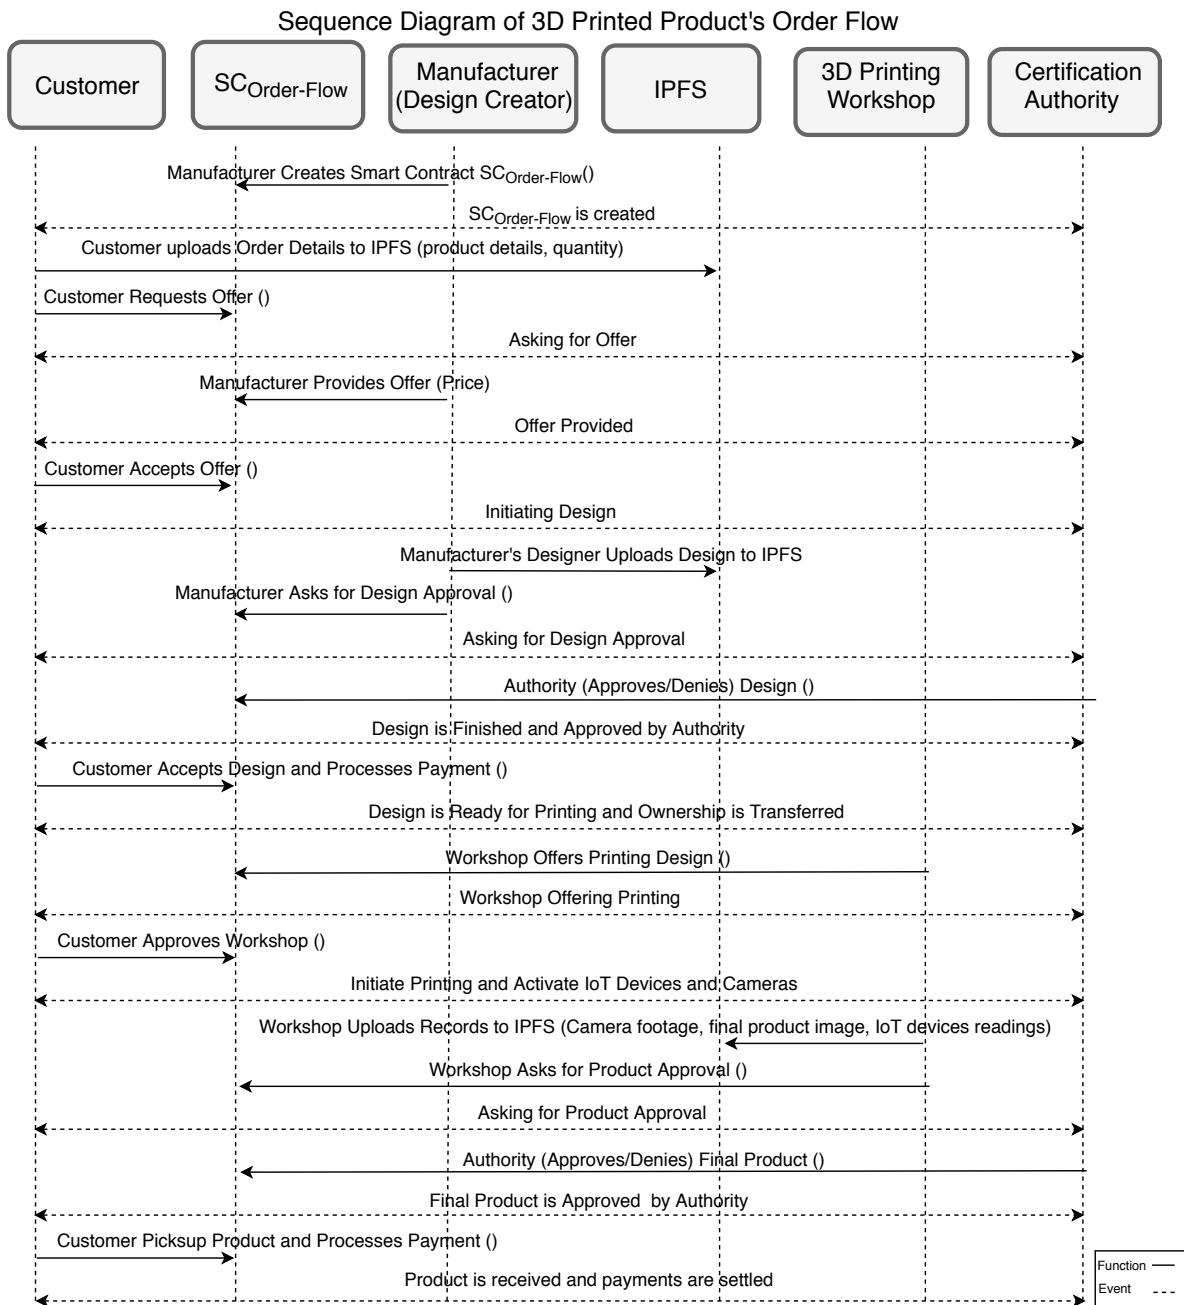 Sequence Diagram of 3D Printed Product's Order Flow
Customer
SCOrder-Flow
Manufacturer
(Design Creator)
IPFS
3D Printing
Workshop
Certification
Authority
Manufacturer Creates Smart Contract SCOrder-Flow()
SCOrder-Flow is created
Customer uploads Order Details to IPFS (product details, quantity)
Customer Requests Offer ()
Asking for Offer
Manufacturer Provides Offer (Price)
Offer Provided
Customer Accepts Offer ()
Initiating Design
Manufacturer's Designer Uploads Design to IPFS
Manufacturer Asks for Design Approval ()
Asking for Design Approval
Authority (Approves/Denies) Design ()
Design is Finished and Approved by Authority
Customer Accepts Design and Processes Payment ()
Design is Ready for Printing and Ownership is Transferred
Workshop Offers Printing Design ()
Workshop Offering Printing
Customer Approves Workshop ()
Initiate Printing and Activate IoT Devices and Cameras
Workshop Uploads Records to IPFS (Camera footage, final product image, IoT devices readings)
Workshop Asks for Product Approval ()
Asking for Product Approval
Authority (Approves/Denies) Final Product ()
Final Product is Approved by Authority
Customer Picksup Product and Processes Payment ()
Product is received and payments are settled
Function
Event